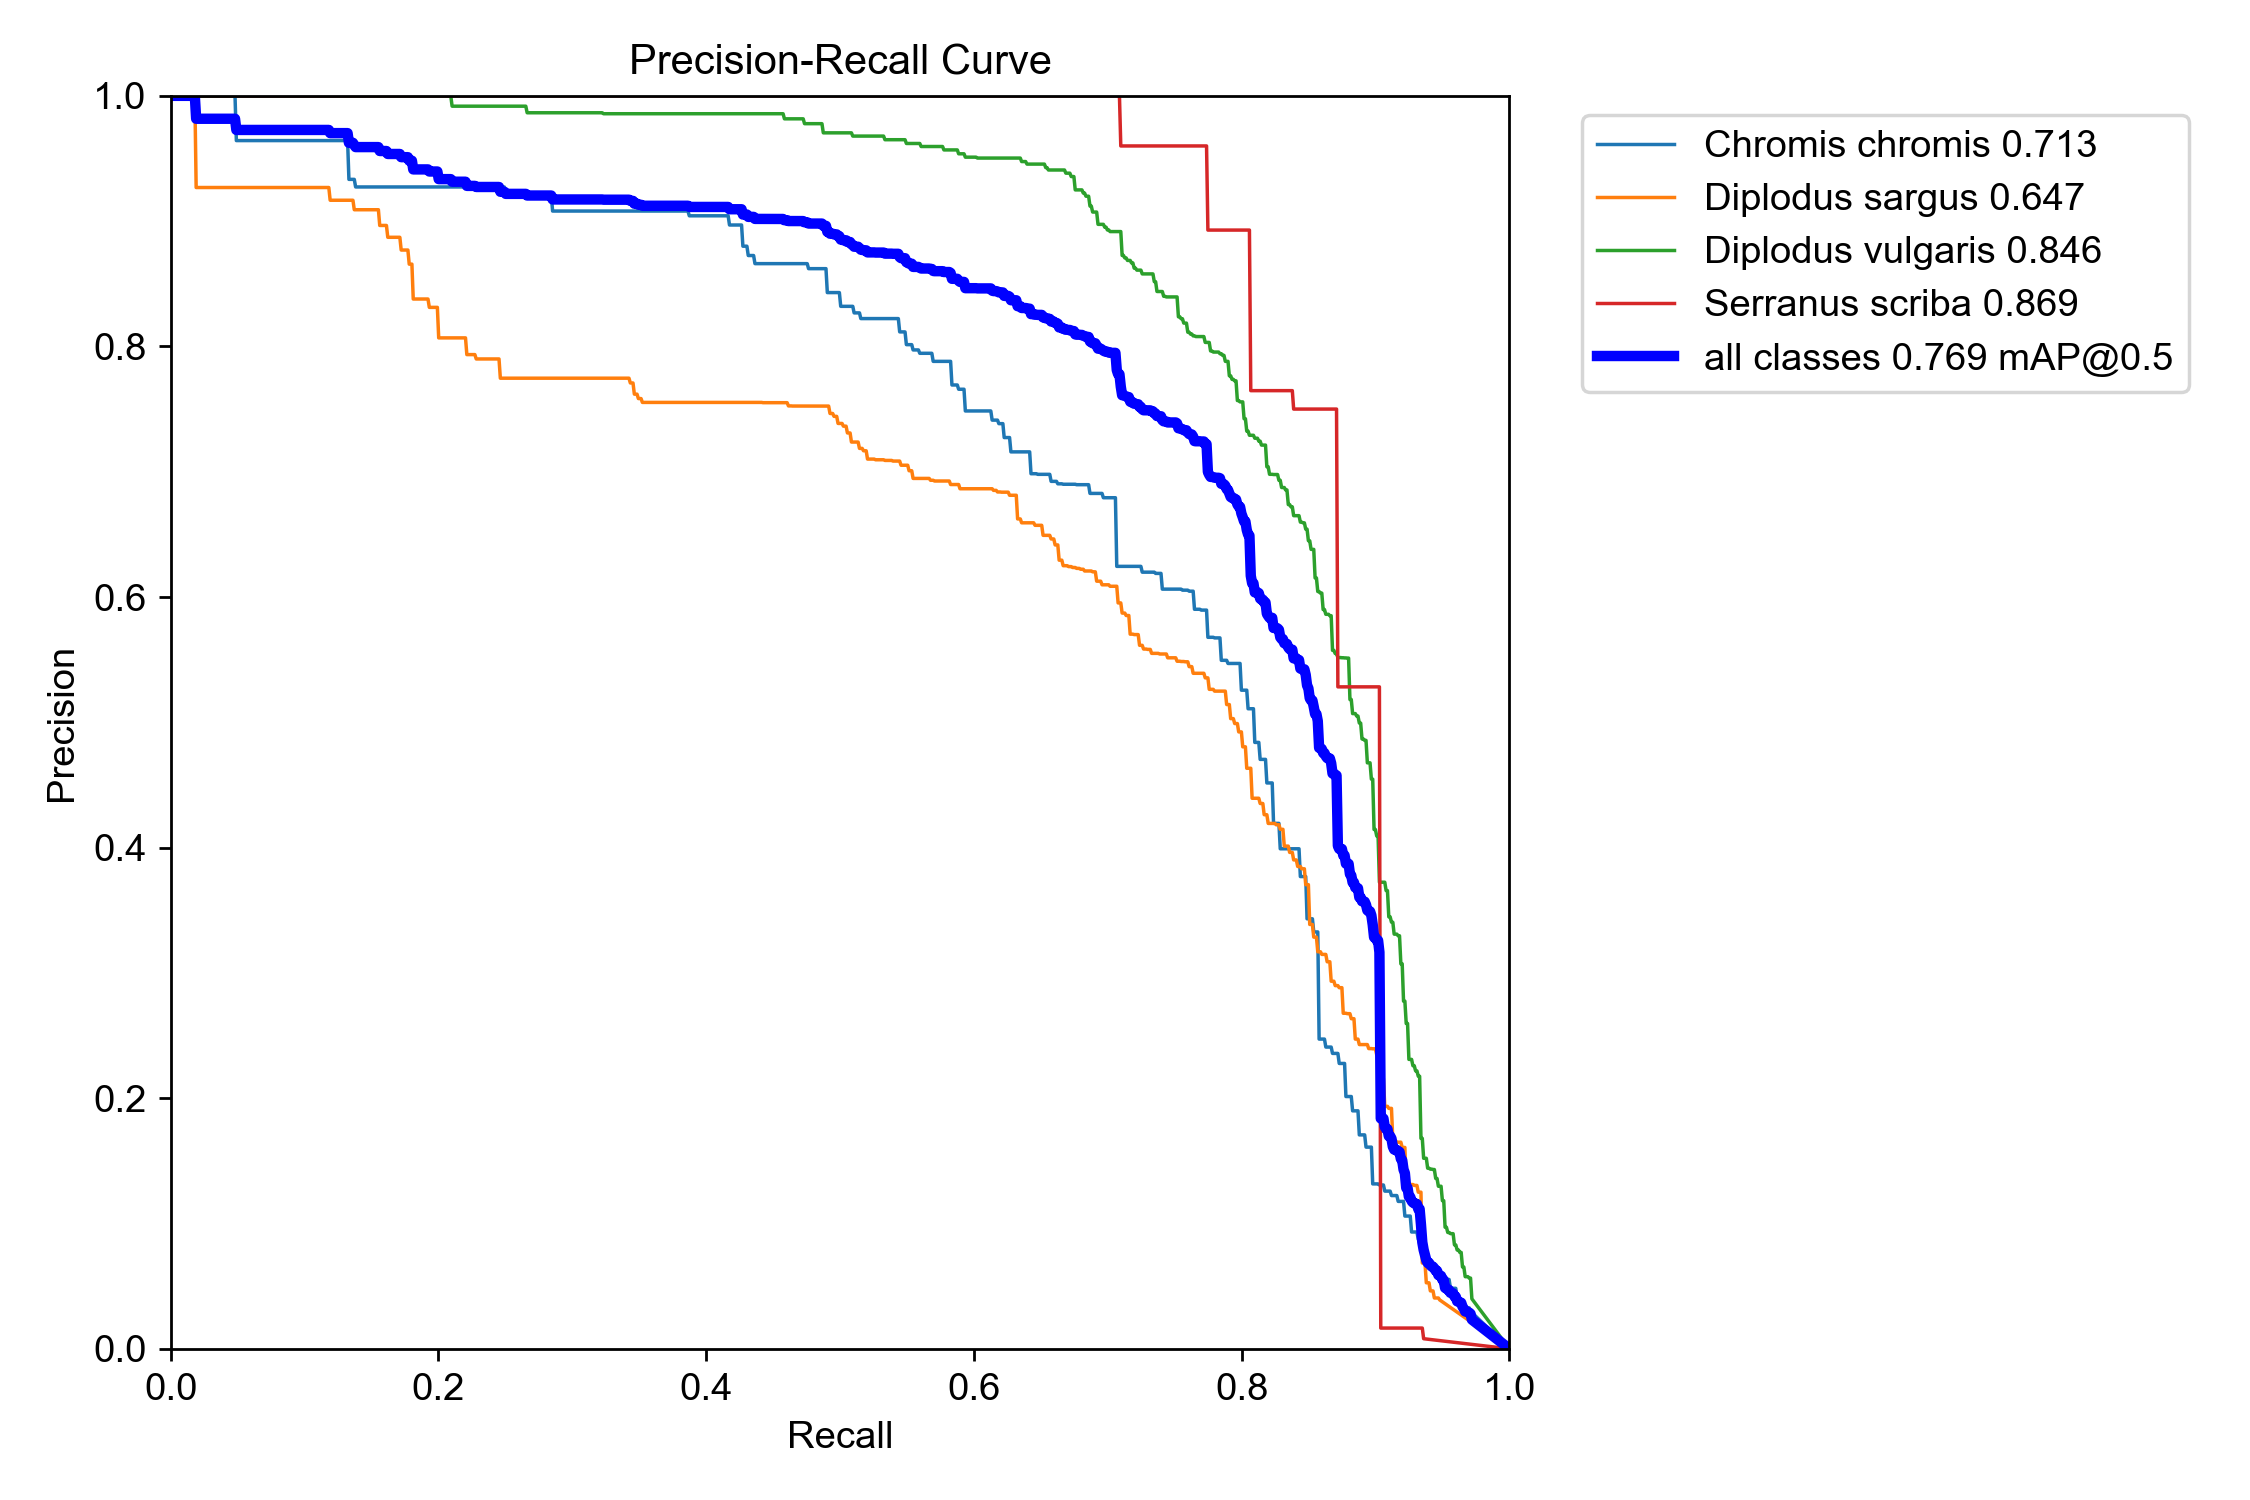 Precision-Recall Curve
1.0
0.8
0.6
0.4
0.2
0.0
Precision
0.0 0.2 0.4 0.6 0.8 1.0
Recall
Chromis chromis 0.713
Diplodus sargus 0.647
Diplodus vulgaris 0.846
Serranus scriba 0.869
all classes 0.769 mAP@0.5